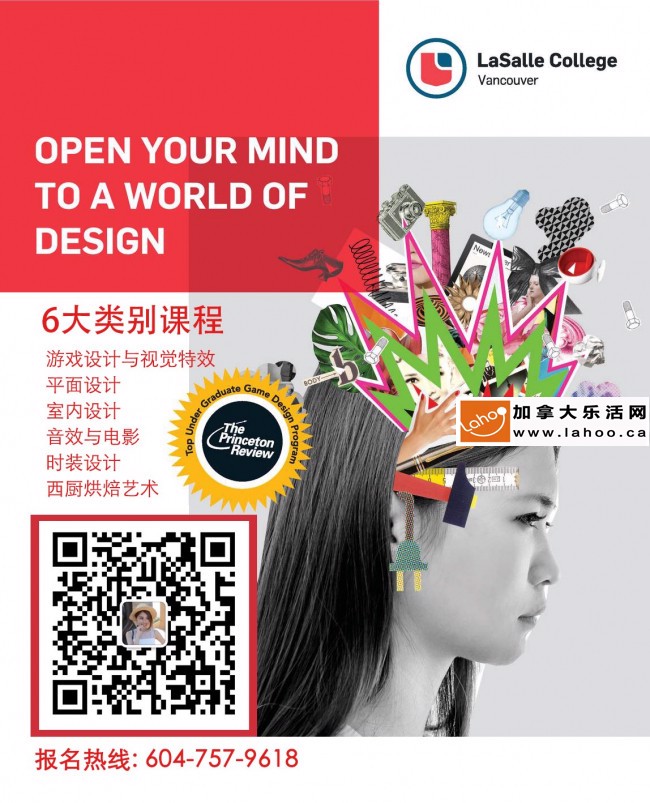 LaSalle College
Vancouver
OPEN YOUR MIND
TO A WORLD OF
DESIGN
6大类别课程
游戏设计与视觉特效
平面设计
室内设计
音效与电影
时装设计
西厨烘焙艺术
Top Under Graduate Game Design Program
The
Princeton
Review
BODY
b
Lahoo
加拿大乐活网
www.lahoo.ca
报名热线: 604-757-9618